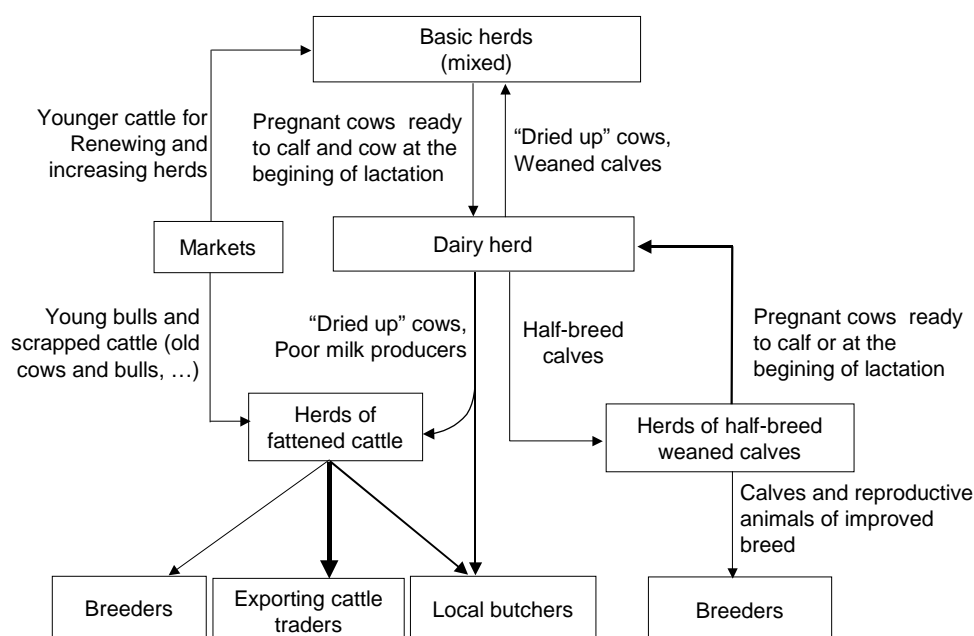 Basic herds
(mixed)
Younger cattle for
Renewing and
increasing herds
Pregnant cows ready
to calf and cow at the
begining of lactation
“Dried up” cows,
Weaned calves
Markets
Dairy herd
Young bulls and
scrapped cattle (old
cows and bulls, …)
“Dried up” cows,
Poor milk producers
Half-breed
calves
Pregnant cows ready
to calf or at the
begining of lactation
Herds of
fattened cattle
Herds of half-breed
weaned calves
Calves and reproductive
animals of improved
breed
Breeders
Exporting cattle
traders
Local butchers
Breeders